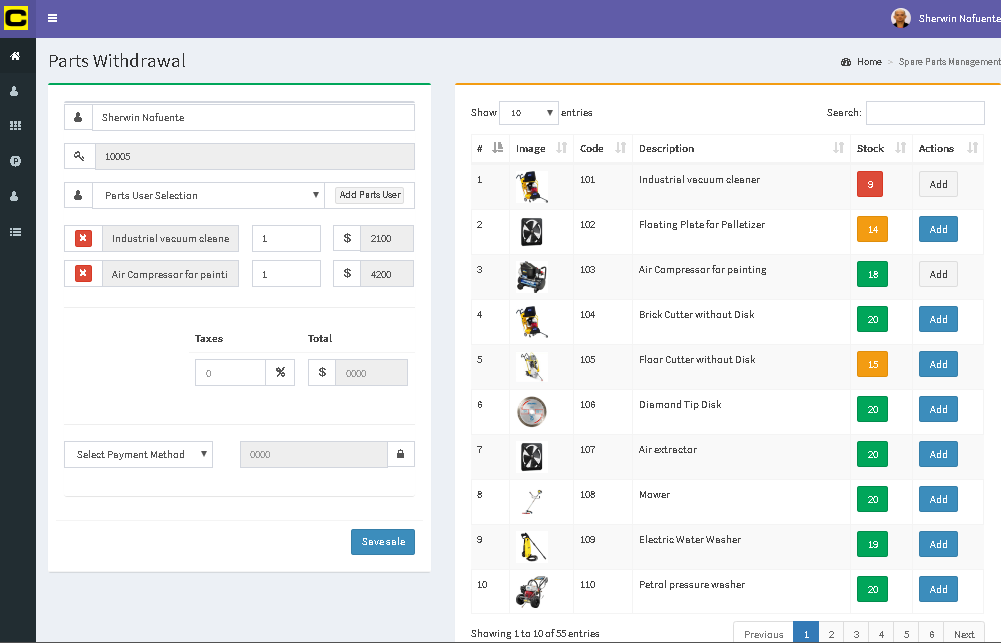 C
Sherwin Nofuente
Parts Withdrawal
Home > Spare Parts Management
Sherwin Nofuente
10005
Parts User Selection
Add Parts User
Industrial vacuum cleane 1 $ 2100
Air Compressor for painti 1 $ 4200
Taxes Total
0 % $ 0000
Select Payment Method 0000
Save sale
Show 10 entries Search:
# Image Code Description Stock Actions
1 101 Industrial vacuum cleaner 9 Add
2 102 Floating Plate for Palletizer 14 Add
3 103 Air Compressor for painting 18 Add
4 104 Brick Cutter without Disk 20 Add
5 105 Floor Cutter without Disk 15 Add
6 106 Diamond Tip Disk 20 Add
7 107 Air extractor 20 Add
8 108 Mower 20 Add
9 109 Electric Water Washer 19 Add
10 110 Petrol pressure washer 20 Add
Showing 1 to 10 of 55 entries
Previous 1 2 3 4 5 6 Next